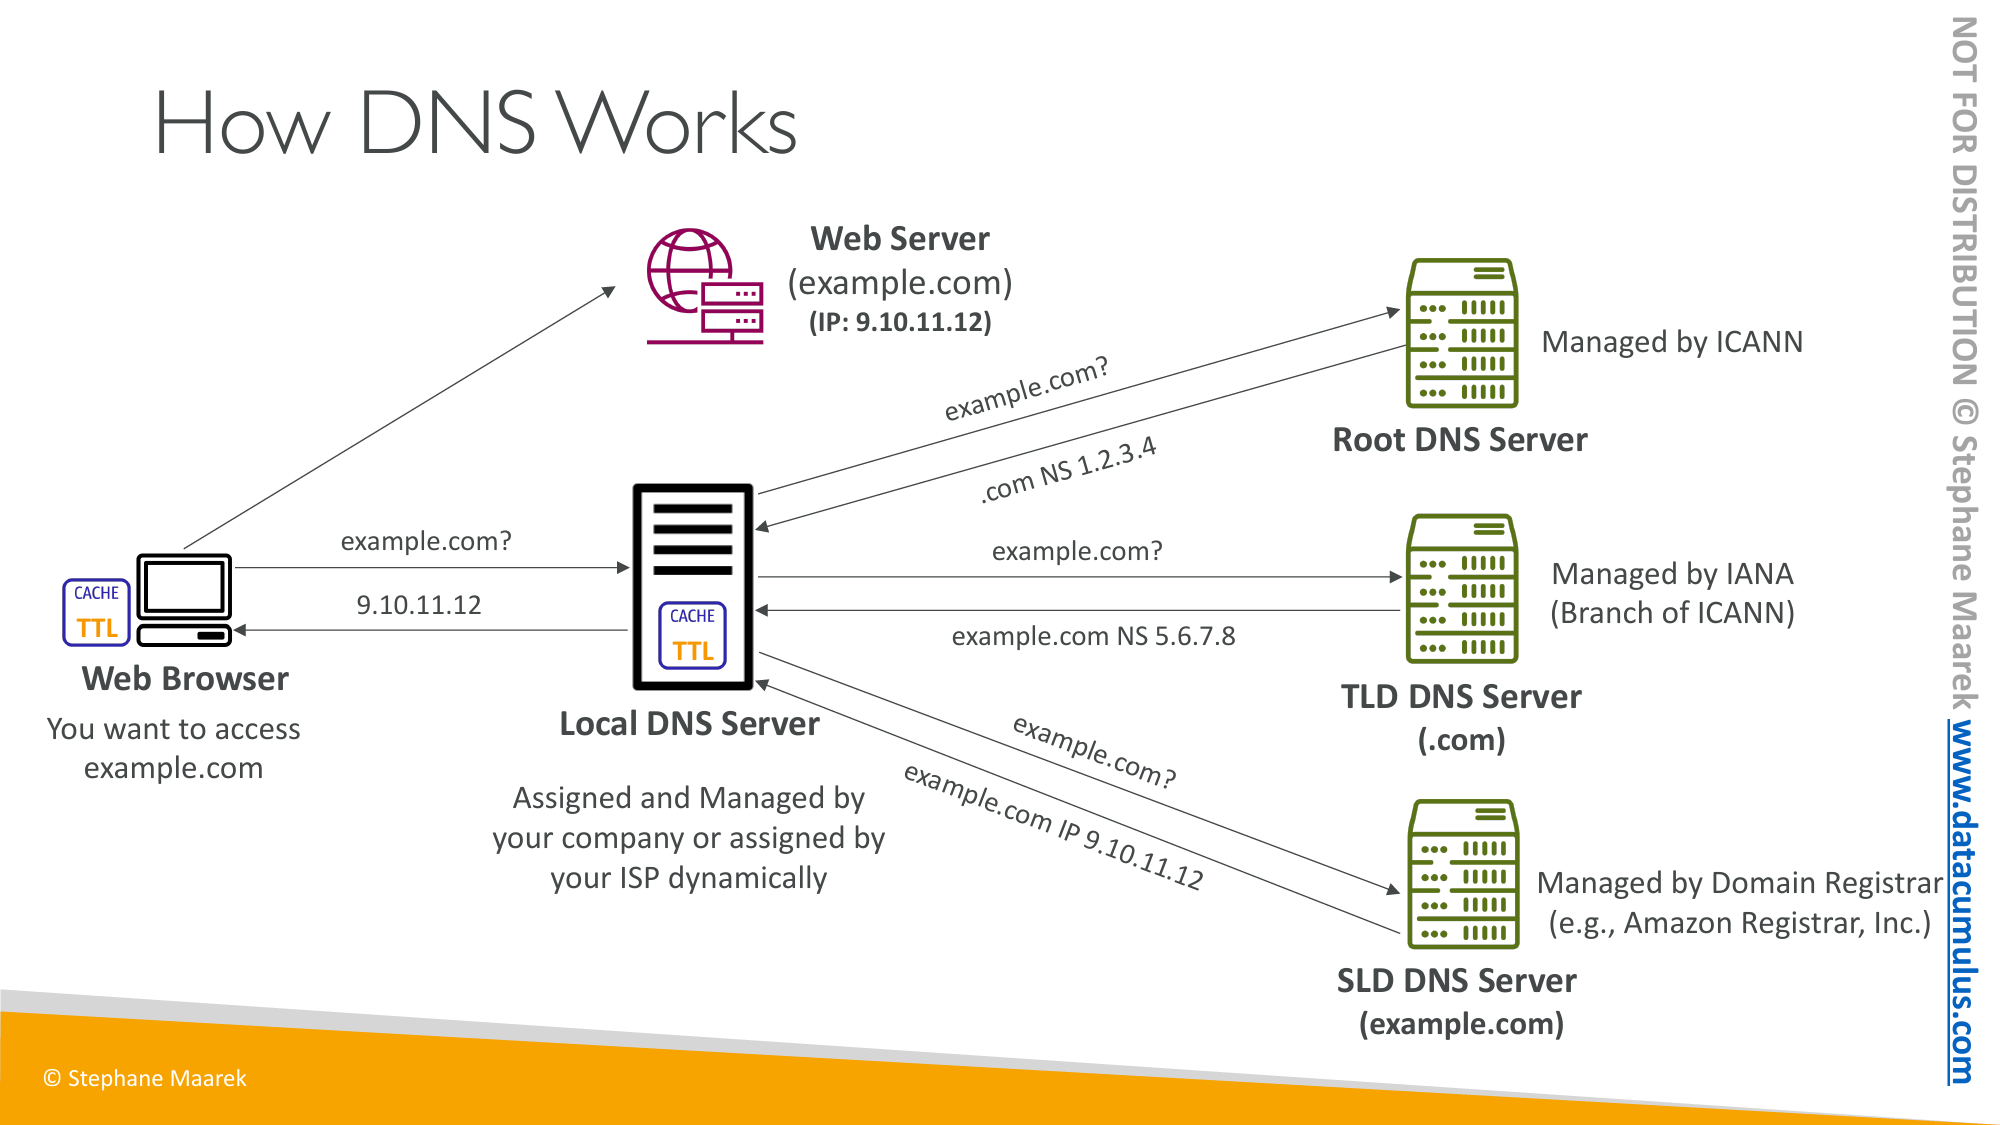 How DNS Works
Web Server
(example.com)
(IP: 9.10.11.12)
example.com?
.com NS 1.2.3.4
Managed by ICANN
Root DNS Server
example.com?
9.10.11.12
CACHE
TTL
Web Browser
You want to access
example.com
CACHE
TTL
Local DNS Server
Assigned and Managed by
your company or assigned by
your ISP dynamically
example.com?
example.com NS 5.6.7.8
Managed by IANA
(Branch of ICANN)
TLD DNS Server
(.com)
example.com?
example.com IP 9.10.11.12
Managed by Domain Registrar
(e.g., Amazon Registrar, Inc.)
SLD DNS Server
(example.com)
© Stephane Maarek
NOT FOR DISTRIBUTION © Stephane Maarek www.datacumulus.com